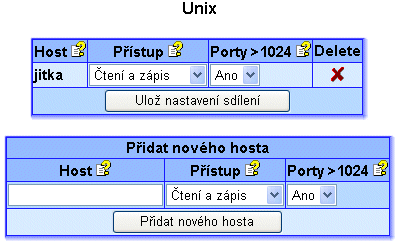 Unix
Host Přístup Porty >1024 Delete
jitka Čtení a zápis Ano
Ulož nastavení sdílení
Přidat nového hosta
Host Přístup Porty >1024
Čtení a zápis Ano
Přidat nového hosta